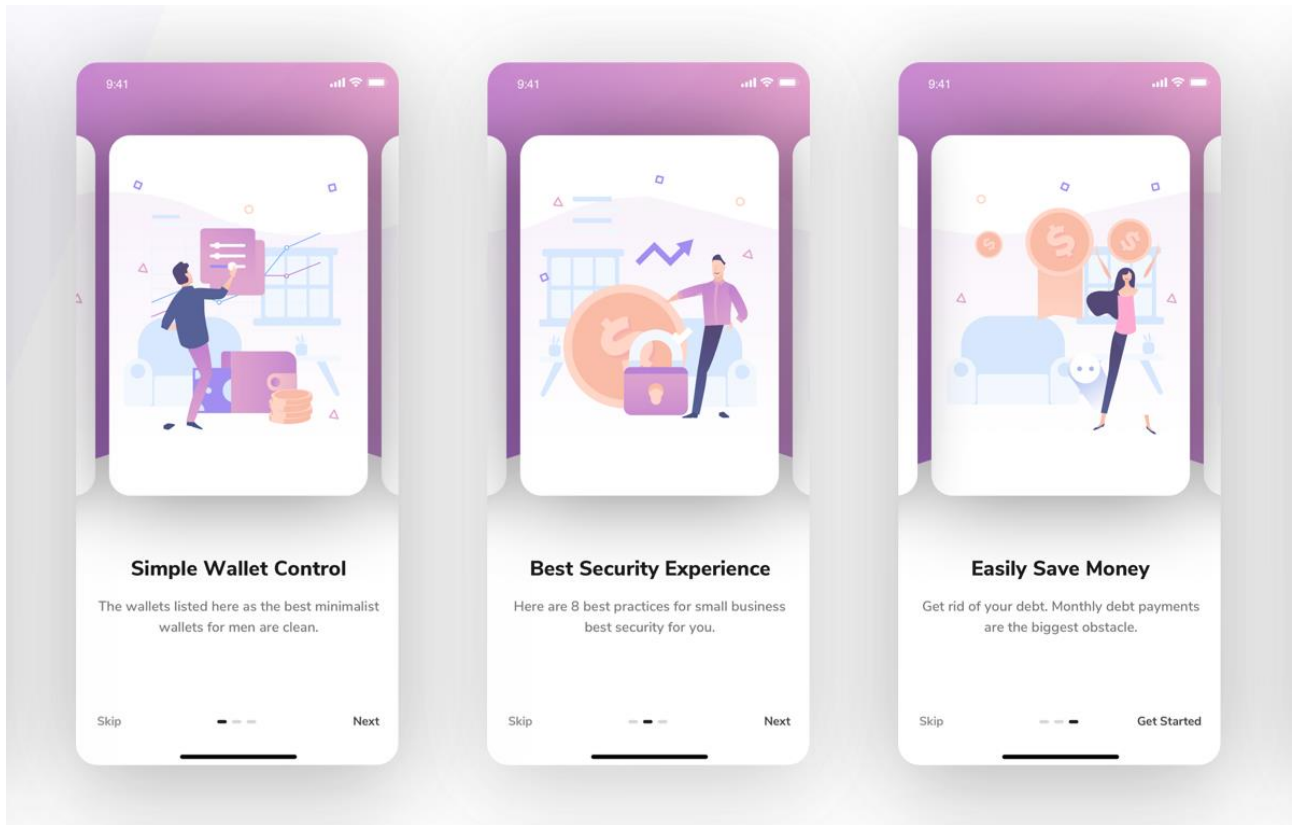 9:41
Simple Wallet Control
The wallets listed here as the best minimalist
wallets for men are clean.
Skip
Next
9:41
Best Security Experience
Here are 8 best practices for small business
best security for you.
Skip
Next
9:41
Easily Save Money
Get rid of your debt. Monthly debt payments
are the biggest obstacle.
Skip
Get Started